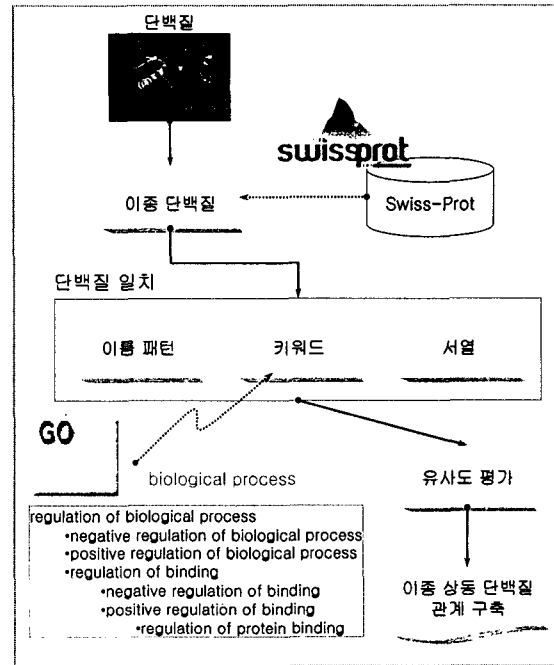 단백질
swissprot
이종 단백질
Swiss-Prot
단백질 일치
이름 패턴
키워드
서열
GO
biological process
유사도 평가
regulation of biological process
•negative regulation of biological process
•positive regulation of biological process
•regulation of binding
•negative regulation of binding
•positive regulation of binding
•regulation of protein binding
이종 상동 단백질
관계 구축